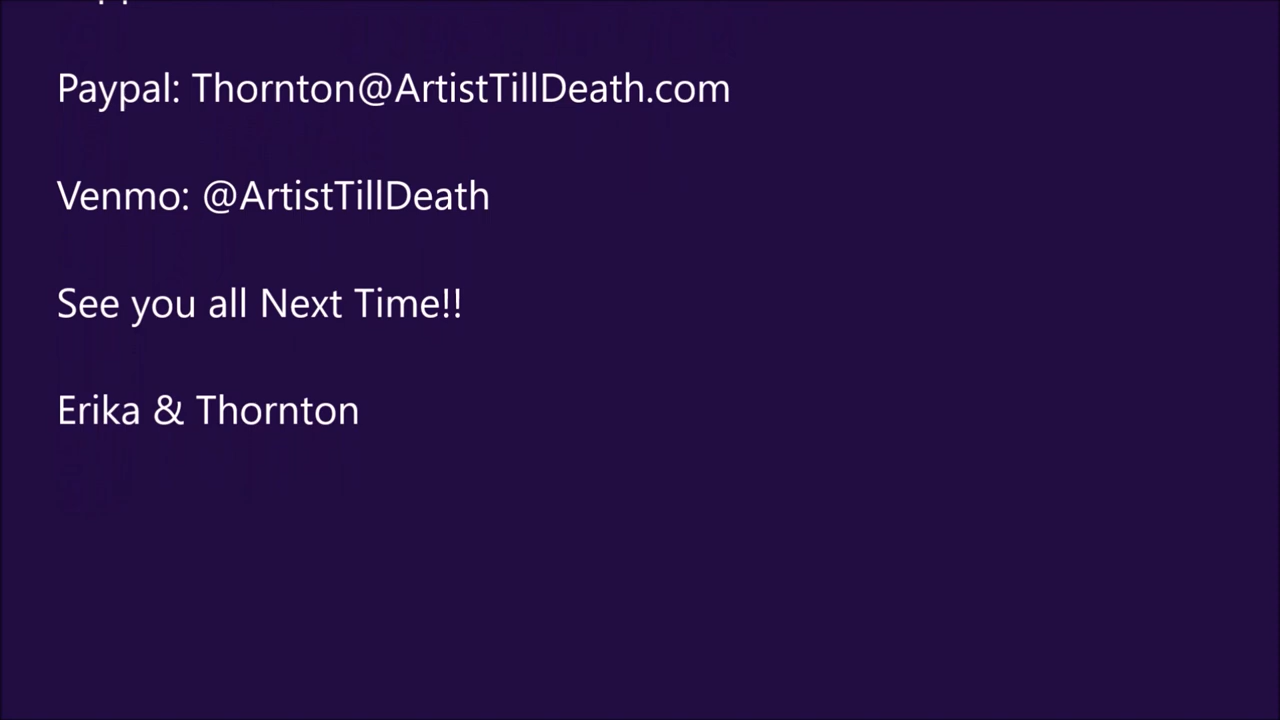 Paypal: Thornton@ArtistTillDeath.com
Venmo: @ArtistTillDeath
See you all Next Time!!
Erika & Thornton